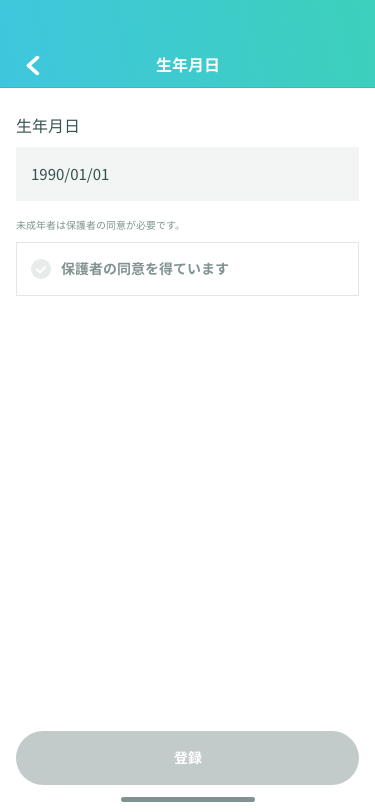 生年月日
生年月日
1990/01/01
未成年者は保護者の同意が必要です。
保護者の同意を得ています
登録